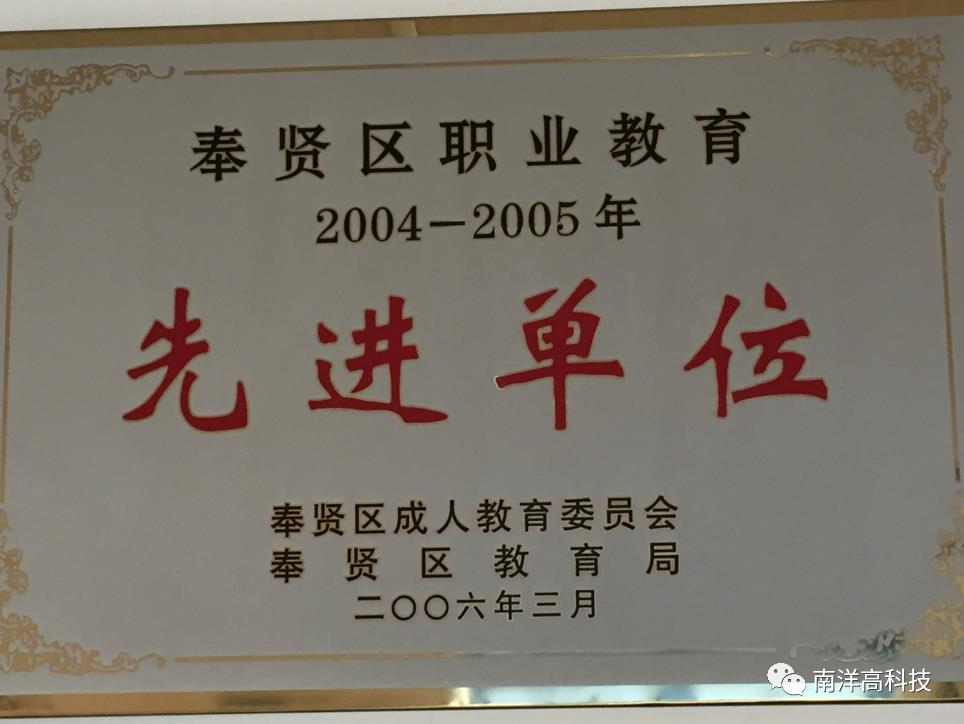 奉贤区职业教育
2004-2005年
先进单位
奉贤区成人教育委员会
奉贤区教育局
二〇〇六年三月
南洋高科技